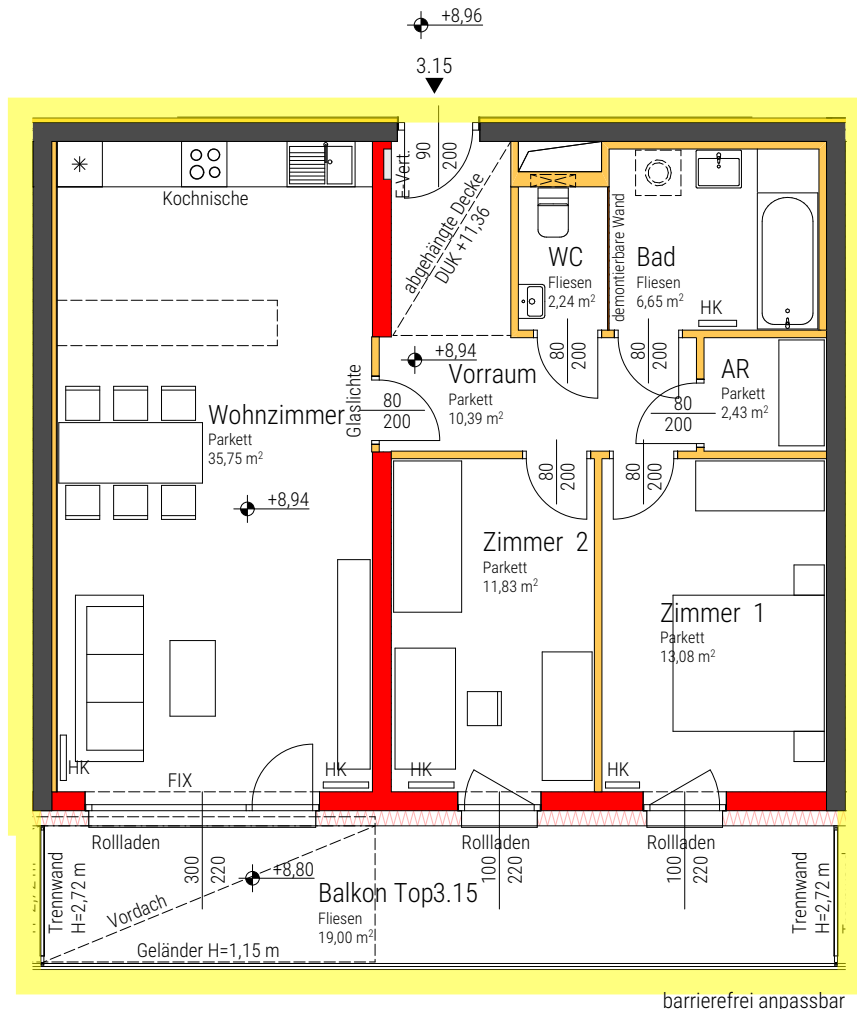 +8,96
3.15
Kochnische
E-Vert.
90
200
abgehängte Decke
DUK +11,36
WC
Fliesen
2,24 m²
demontierbare Wand
Bad
Fliesen
6,65 m²
HK
+8,94
Vorraum
Parkett
10,39 m²
80
200
80
200
AR
Parkett
2,43 m²
80
200
Glaslichte
80
200
Wohnzimmer
Parkett
35,75 m²
+8,94
80
200
80
200
Zimmer 2
Parkett
11,83 m²
Zimmer 1
Parkett
13,08 m²
HK
FIX
HK
HK
HK
Rollladen
Rollladen
Rollladen
300
220
100
220
100
220
+8,80
Balkon Top3.15
Fliesen
19,00 m²
Trennwand
H=2,72 m
Vordach
Geländer H=1,15 m
Trennwand
H=2,72 m
barrierefrei anpassbar